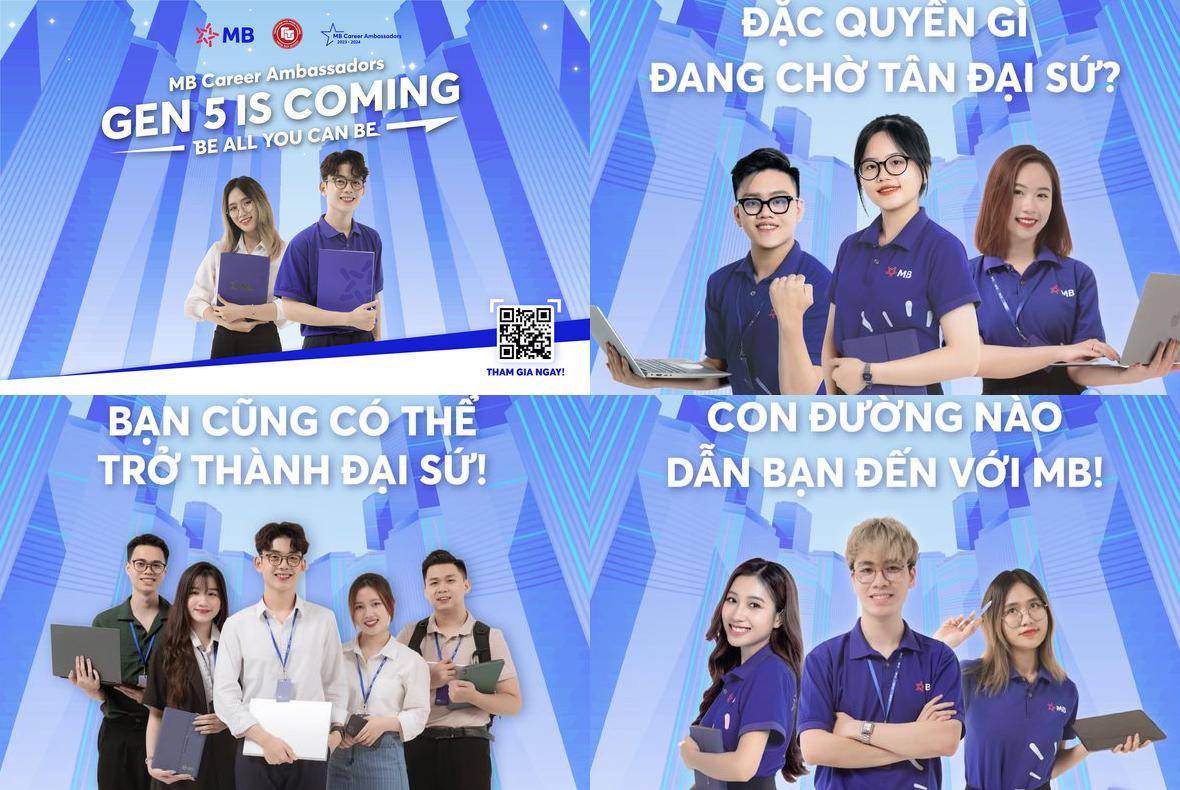 MB
MB Career Ambassadors
2023 - 2024
MB Career Ambassadors
GEN 5 IS COMING
BE ALL YOU CAN BE
THAM GIA NGAY!
ĐẶC QUYỀN GÌ
ĐANG CHỜ TÂN ĐẠI SỨ?
MB
MB
BẠN CŨNG CÓ THỂ
TRỞ THÀNH ĐẠI SỨ!
CON ĐƯỜNG NÀO
DẪN BẠN ĐẾN VỚI MB!
B
MB